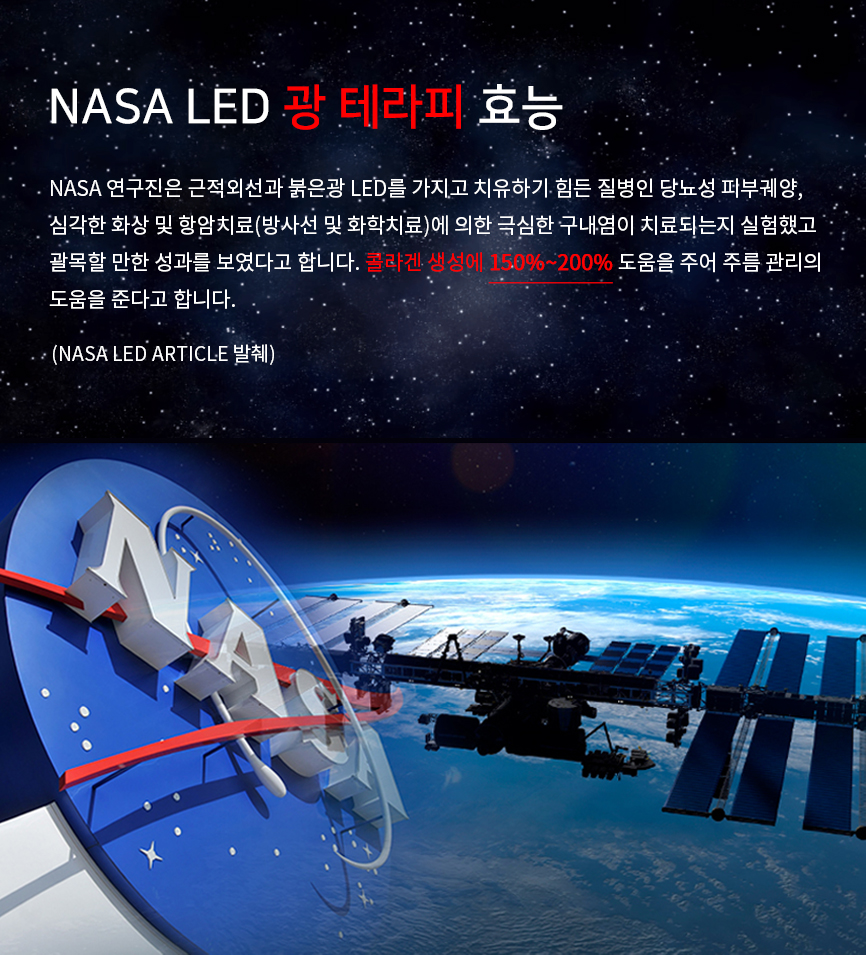 NASA LED 광 테라피 효능
NASA 연구진은 근적외선과 붉은광 LED를 가지고 치유하기 힘든 질병인 당뇨성 피부궤양,
심각한 화상 및 항암치료(방사선 및 화학치료)에 의한 극심한 구내염이 치료되는지 실험했고
괄목할 만한 성과를 보였다고 합니다. 콜라겐 생성에 150%~200% 도움을 주어 주름 관리의
도움을 준다고 합니다.
(NASA LED ARTICLE 발췌)
NASA